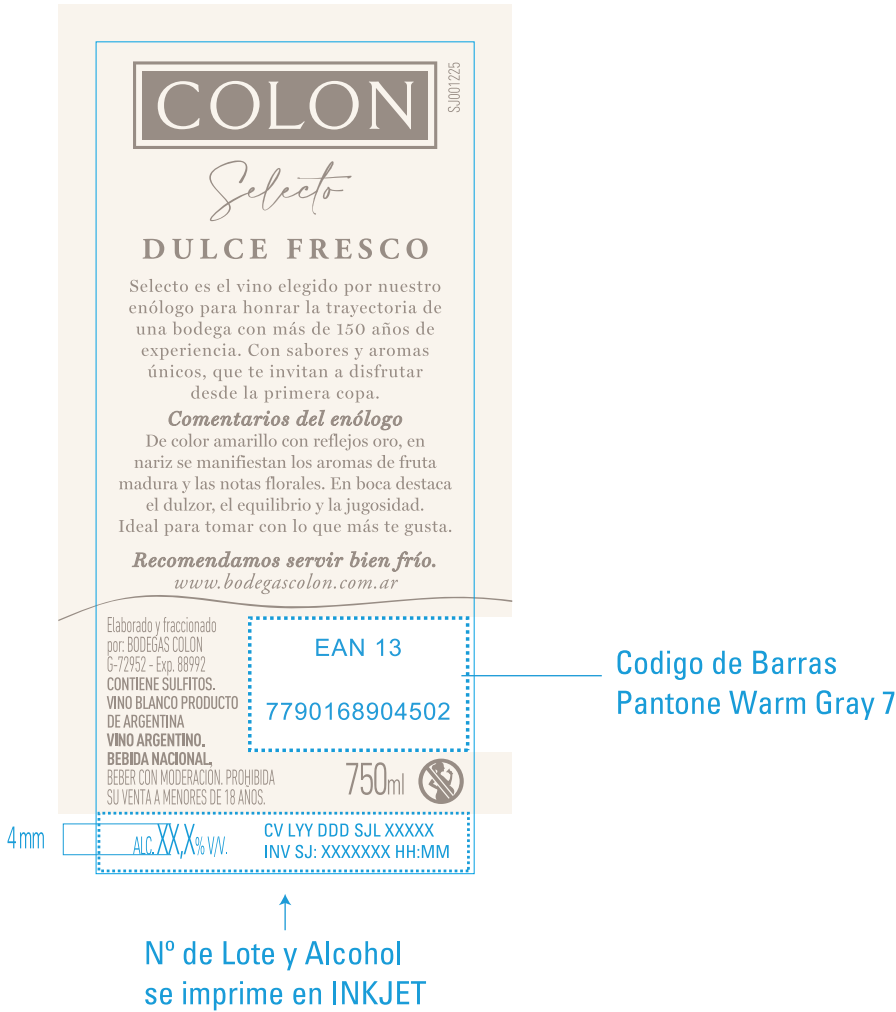 COLON
SJ001225
Selecto
DULCE FRESCO
Selecto es el vino elegido por nuestro
enólogo para honrar la trayectoria de
una bodega con más de 150 años de
experiencia. Con sabores y aromas
únicos, que te invitan a disfrutar
desde la primera copa.
Comentarios del enólogo
De color amarillo con reflejos oro, en
nariz se manifiestan los aromas de fruta
madura y las notas florales. En boca destaca
el dulzor, el equilibrio y la jugosidad.
Ideal para tomar con lo que más te gusta.
Recomendamos servir bien frío.
www.bodegascolon.com.ar
Elaborado y fraccionado
por: BODEGAS COLON
G-72952 - Exp. 88992
CONTIENE SULFITOS.
VINO BLANCO PRODUCTO
DE ARGENTINA
VINO ARGENTINO.
BEBIDA NACIONAL.
BEBER CON MODERACIÓN. PROHIBIDA
SU VENTA A MENORES DE 18 AÑOS.
EAN 13
7790168904502
Codigo de Barras
Pantone Warm Gray 7
750ml
4mm
ALC. XX,X% V/V.
CV LYY DDD SJL XXXXX
INV SJ: XXXXXXX HH:MM
Nº de Lote y Alcohol
se imprime en INKJET